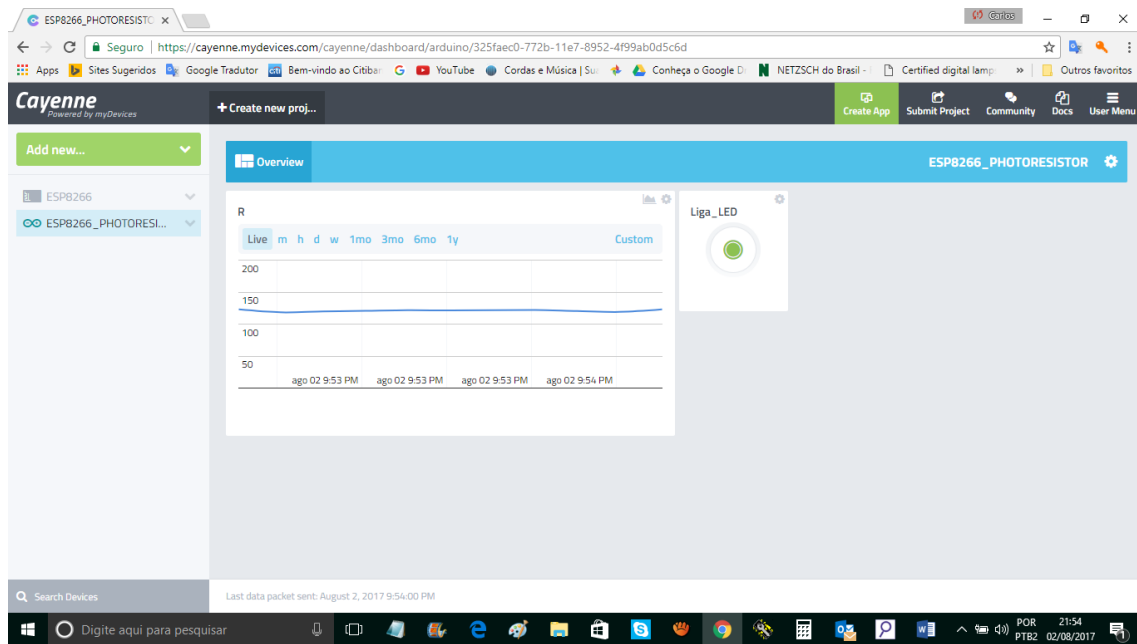 ESP8266_PHOTORESISTO
Carlos
Seguro
https://cayenne.mydevices.com/cayenne/dashboard/arduino/325faec0-772b-11e7-8952-4f99ab0d5c6d
Apps Sites Sugeridos Google Tradutor citi Bem-vindo ao Citiban G YouTube Cordas e Música | Su Conheça o Google D N NETZSCH do Brasil - Certified digital lamp » Outros favoritos
Cayenne
Powered by myDevices
+ Create new proj...
Create App
Submit Project
Community
Docs
User Menu
Add new...
Overview
ESP8266_PHOTORESISTOR
ESP8266
ESP8266_PHOTORESI...
R
Liga_LED
Live m h d w 1mo 3mo 6mo 1y Custom
200
150
100
50
ago 02 9:53 PM ago 02 9:53 PM ago 02 9:53 PM ago 02 9:54 PM
Search Devices
Last data packet sent: August 2, 2017 9:54:00 PM
Digite aqui para pesquisar
POR 21:54
PTB2 02/08/2017